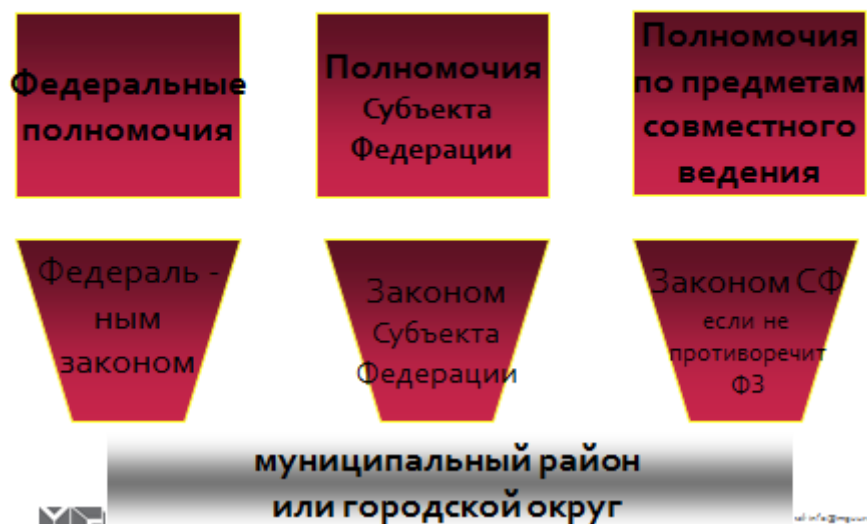 Федеральные
полномочия
Полномочия
Субъекта
Федерации
Полномочия
по предметам
совместного
ведения
Федераль -
ным
законом
Законом
Субъекта
Федерации
Законом СФ
если не
противоречит
ФЗ
муниципальный район
или городской округ